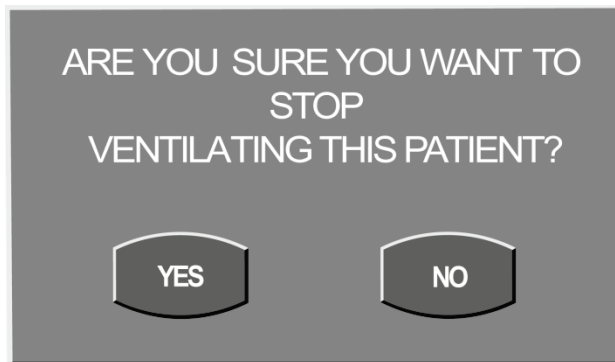 ARE YOU SURE YOU WANT TO
STOP
VENTILATING THIS PATIENT?
YES
NO